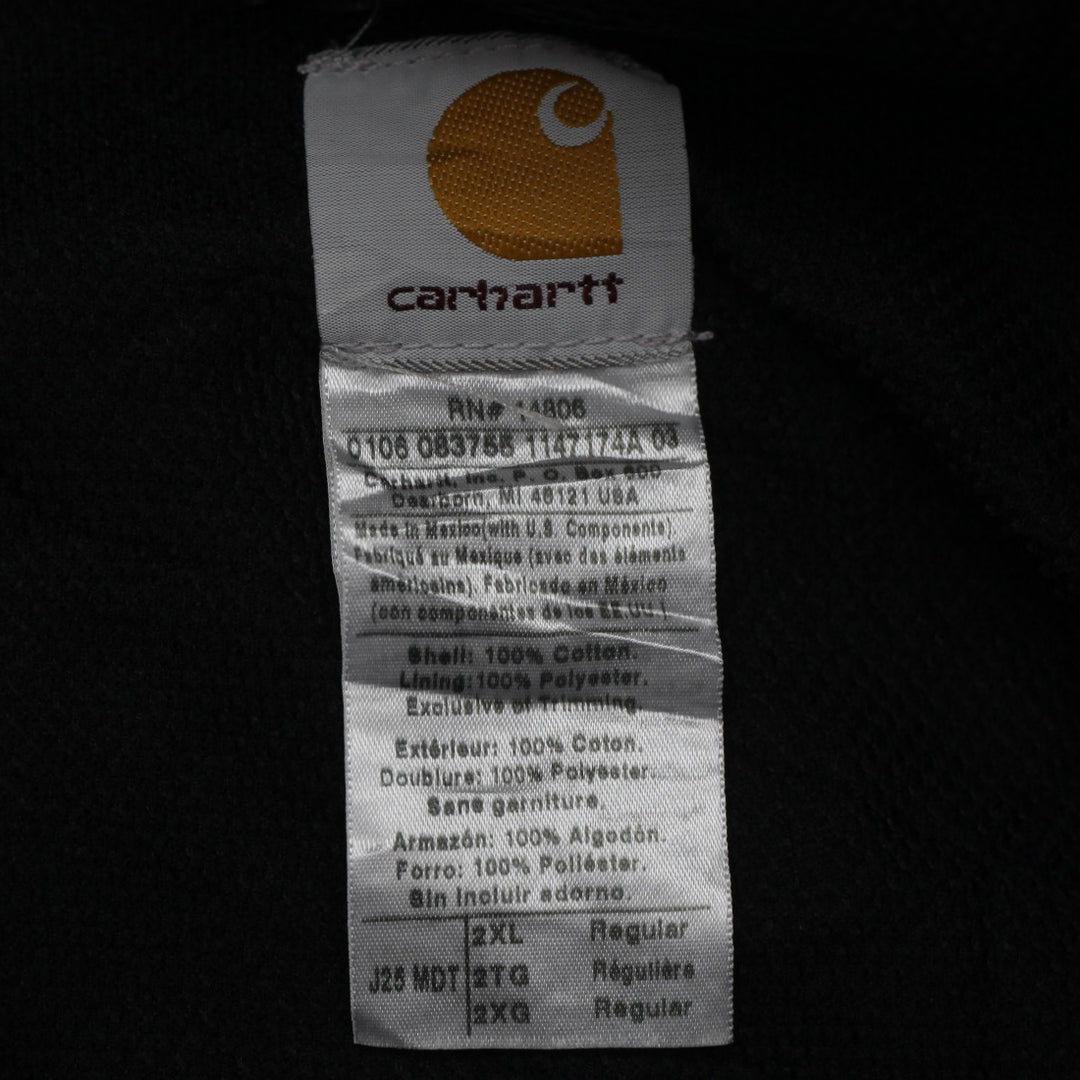 carhartt
RN# 14806
0106 083755 1147174A 03
Carhartt, Inc. P. O. Box 600
Dearborn, MI 48121 USA
Made in Mexico(with U.S. Components)
Fabriqué au Mexique (avec des éléments
américains). Fabricado en México
(con componentes de los EE.UU.)
Shell: 100% Cotton.
Lining: 100% Polyester.
Exclusive of Trimming.
Extérieur: 100% Coton.
Doublure: 100% Polyester.
Sans garniture.
Armazón: 100% Algodón.
Forro: 100% Poliéster.
Sin incluir adorno.
2XL Regular
J25 MDT 2TG Régulière
2XG Regular